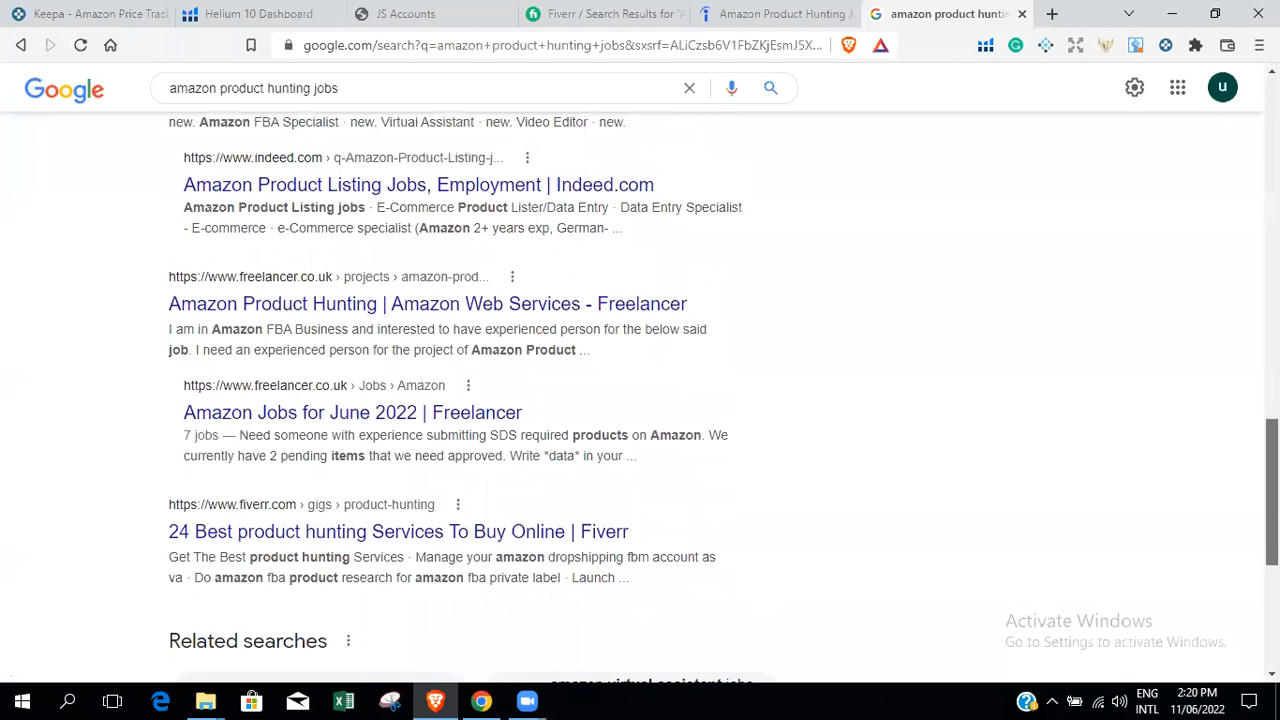 Keepa - Amazon Price Track
Helium 10 Dashboard
JS Accounts
Fiverr / Search Results for 'A
Amazon Product Hunting J
amazon product huntin
google.com/search?q=amazon+product+hunting+jobs&sxsrf=ALiCzsb6V1FbZKjEsmJ5X...
Google
amazon product hunting jobs
u
new. Amazon FBA Specialist · new. Virtual Assistant · new. Video Editor · new.
https://www.indeed.com › q-Amazon-Product-Listing-j...
Amazon Product Listing Jobs, Employment | Indeed.com
Amazon Product Listing jobs · E-Commerce Product Lister/Data Entry · Data Entry Specialist
- E-commerce · e-Commerce specialist (Amazon 2+ years exp, German- ...
https://www.freelancer.co.uk › projects › amazon-prod...
Amazon Product Hunting | Amazon Web Services - Freelancer
I am in Amazon FBA Business and interested to have experienced person for the below said
job. I need an experienced person for the project of Amazon Product ...
https://www.freelancer.co.uk › Jobs › Amazon
Amazon Jobs for June 2022 | Freelancer
7 jobs — Need someone with experience submitting SDS required products on Amazon. We
currently have 2 pending items that we need approved. Write *data* in your ...
https://www.fiverr.com › gigs › product-hunting
24 Best product hunting Services To Buy Online | Fiverr
Get The Best product hunting Services · Manage your amazon dropshipping fbm account as
va · Do amazon fba product research for amazon fba private label · Launch ...
Related searches
amazon virtual assistant jobs
Activate Windows
Go to Settings to activate Windows.
ENG
INTL
2:20 PM
11/06/2022